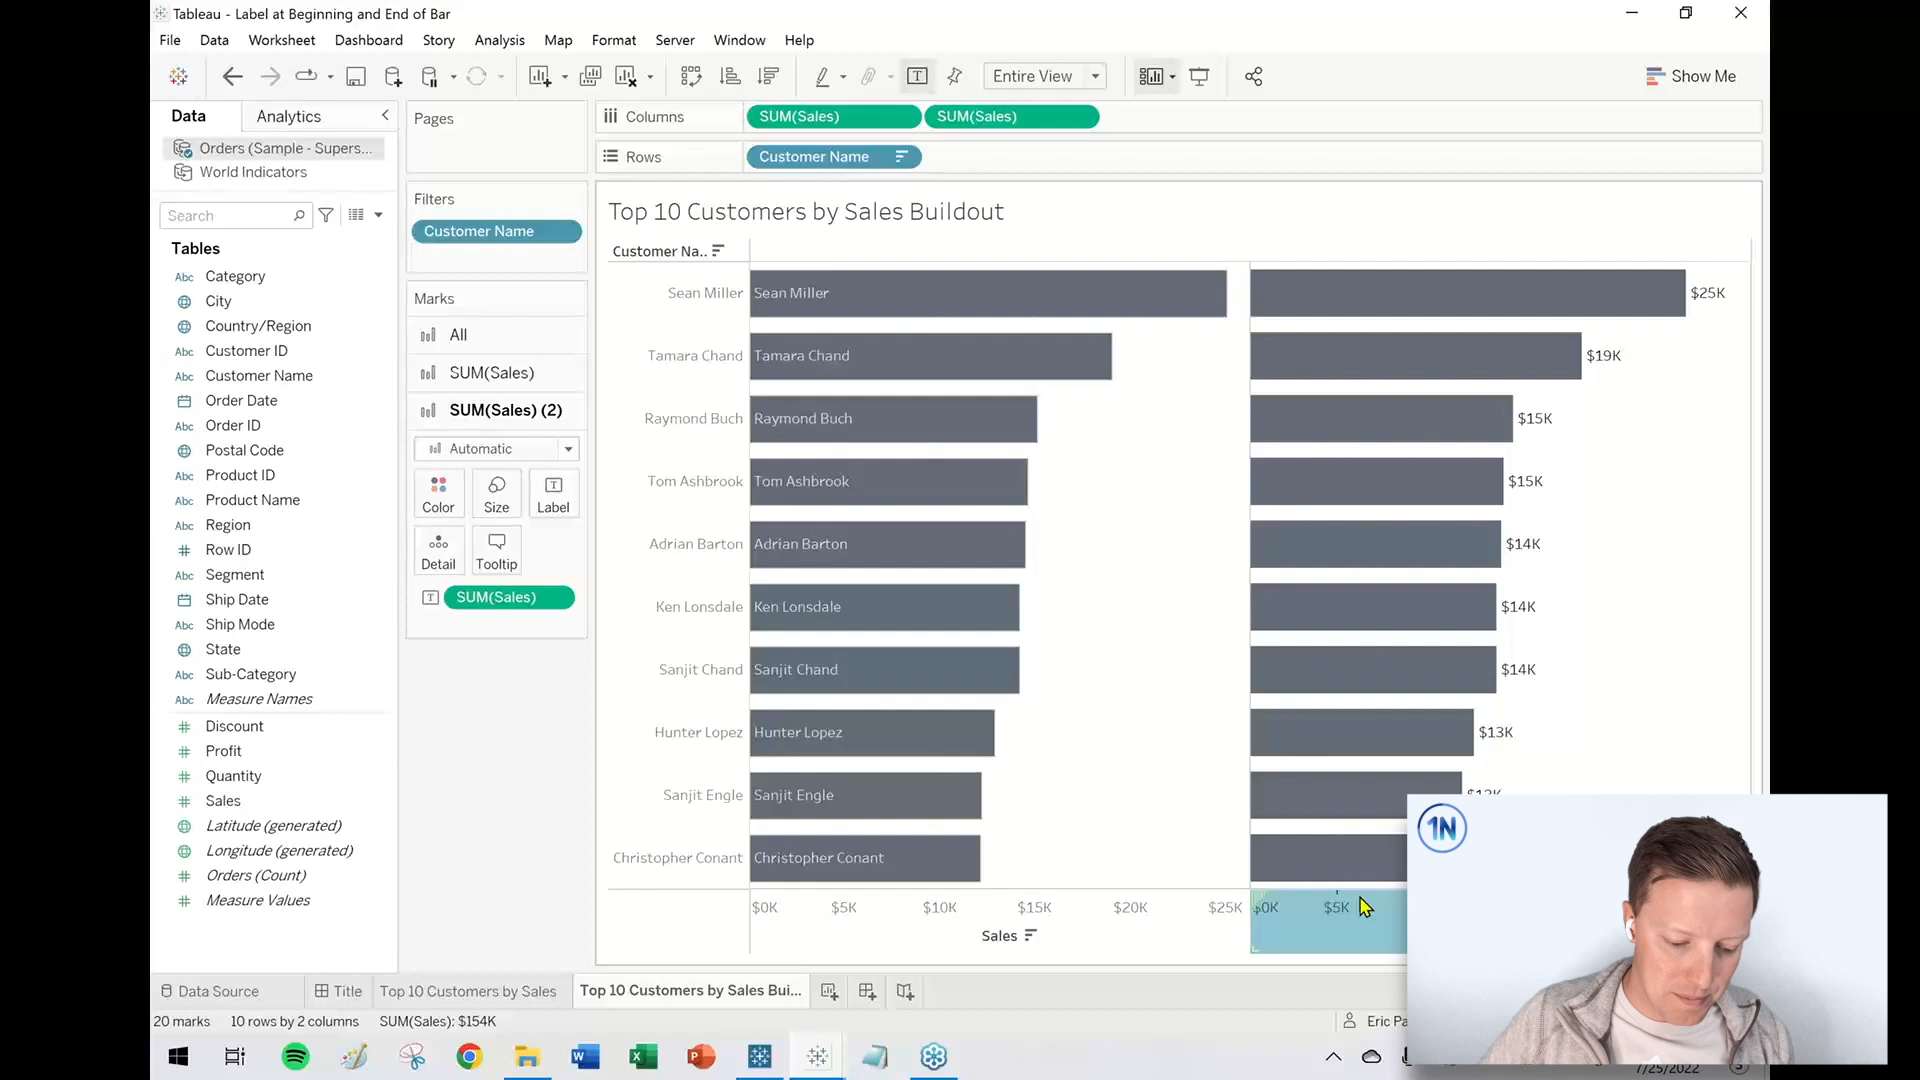 Tableau - Label at Beginning and End of Bar
File Data Worksheet Dashboard Story Analysis Map Format Server Window Help
Entire View
Show Me
Data Analytics
Orders (Sample - Supers...
World Indicators
Search
Tables
Abc Category
City
Country/Region
Abc Customer ID
Abc Customer Name
Order Date
Abc Order ID
Postal Code
Abc Product ID
Abc Product Name
Abc Region
# Row ID
Abc Segment
Ship Date
Abc Ship Mode
State
Abc Sub-Category
Abc Measure Names
# Discount
# Profit
# Quantity
# Sales
Latitude (generated)
Longitude (generated)
# Orders (Count)
# Measure Values
Pages
Filters
Customer Name
Marks
All
SUM(Sales)
SUM(Sales) (2)
Automatic
Color Size Label
Detail Tooltip
SUM(Sales)
Columns SUM(Sales) SUM(Sales)
Rows Customer Name
Top 10 Customers by Sales Buildout
Customer Na..
Sean Miller Sean Miller $25K
Tamara Chand Tamara Chand $19K
Raymond Buch Raymond Buch $15K
Tom Ashbrook Tom Ashbrook $15K
Adrian Barton Adrian Barton $14K
Ken Lonsdale Ken Lonsdale $14K
Sanjit Chand Sanjit Chand $14K
Hunter Lopez Hunter Lopez $13K
Sanjit Engle Sanjit Engle
Christopher Conant Christopher Conant
$0K $5K $10K $15K $20K $25K $0K $5K
Sales
1N
Data Source Title Top 10 Customers by Sales Top 10 Customers by Sales Bui...
20 marks 10 rows by 2 columns SUM(Sales): $154K Eric Pa
7/25/2022